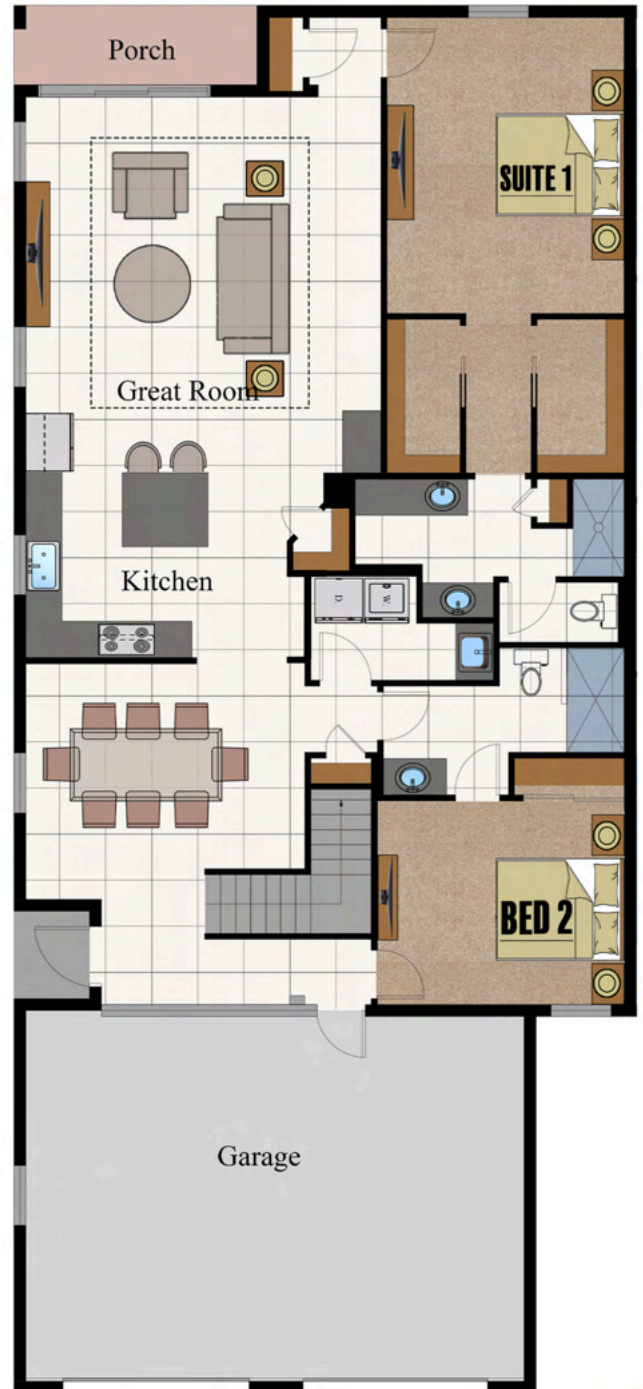 Porch
SUITE 1
Great Room
Kitchen
D.
W.
BED 2
Garage